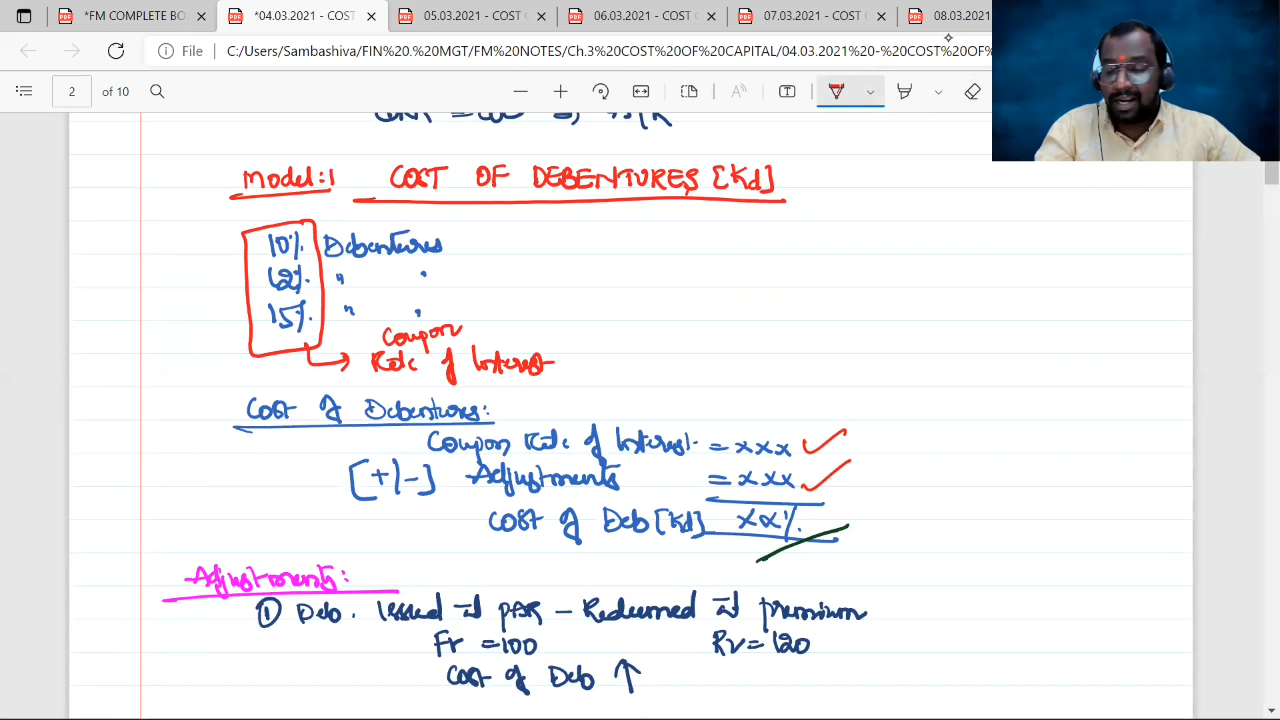 *FM COMPLETE BO
*04.03.2021 - COST O
05.03.2021 - COST O
06.03.2021 - COST O
07.03.2021 - COST O
08.03.2021
File
C:/Users/Sambashiva/FIN%20.%20MGT/FM%20NOTES/Ch.3%20COST%20OF%20CAPITAL/04.03.2021%20-%20COST%20OF%
2 of 10
Model:1 COST OF DEBENTURES [Kd]
10% Debentures
12% " "
15% " "
Coupon
Rate of Interest
Cost of Debentures:
Coupon Rate of Interest = xxx
[+/-] Adjustments = xxx
Cost of Deb [Kd] xx%
Adjustments:
① Deb. Issued at PAR - Redeemed at premium
Fv =100 Rv = 120
Cost of Deb ↑